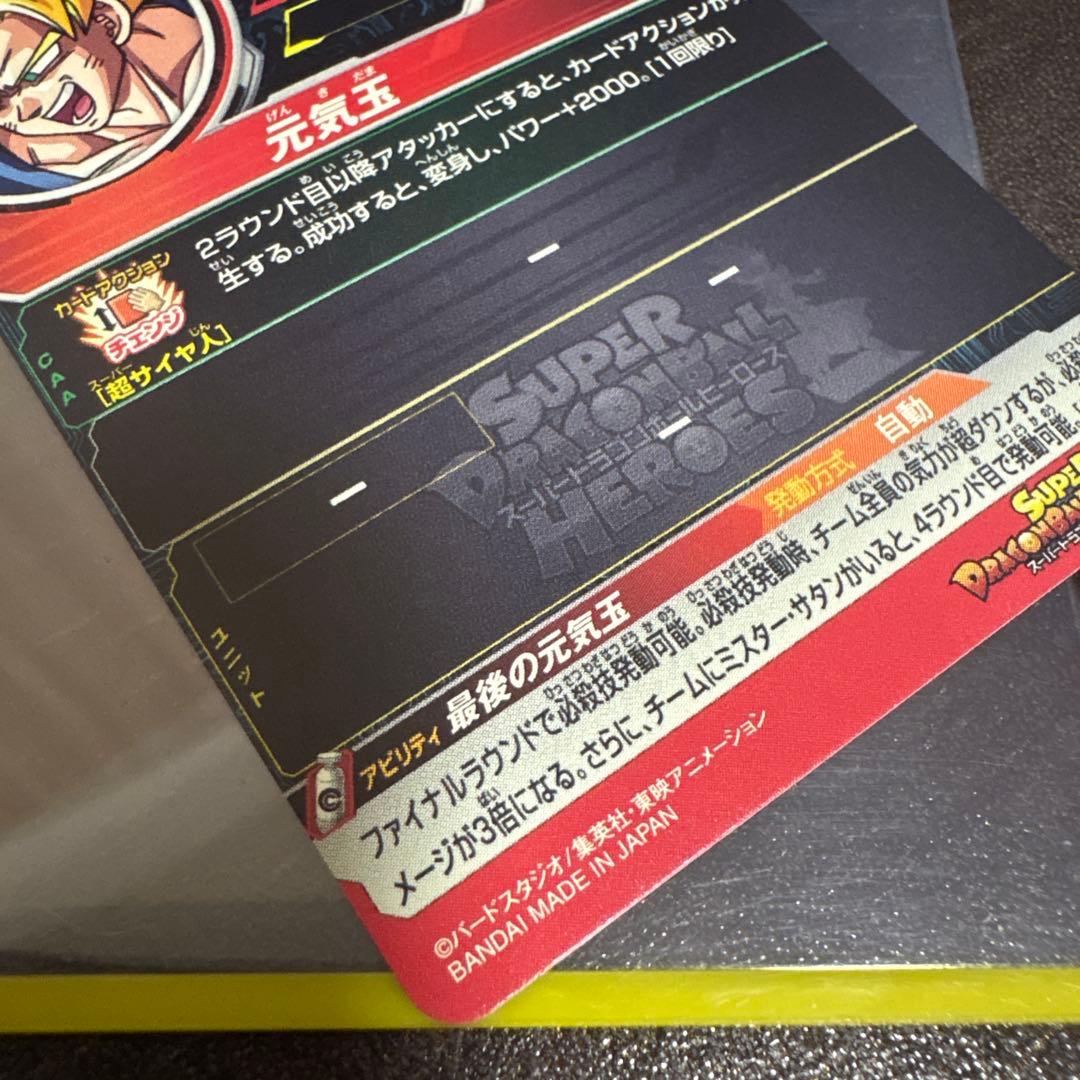 元気玉
げんきだま
2ラウンド目以降アタッカーにすると、カードアクションが
生する。成功すると、変身し、パワー+2000。[1回限り]
カードアクション
チェンジ
[超サイヤ人]
CAA
SUPER
DRAGON BALL
スーパードラゴンボールヒーローズ
HEROES
ユニット
発動方式 自動
アビリティ 最後の元気玉
ファイナルラウンドで必殺技発動可能。必殺技発動時、チーム全員の気力が超ダウンするが、
メージが3倍になる。さらに、チームにミスター・サタンがいると、4ラウンド目で発動可能。
SUPER
DRAGON BA
©バードスタジオ/集英社・東映アニメーション
BANDAI MADE IN JAPAN